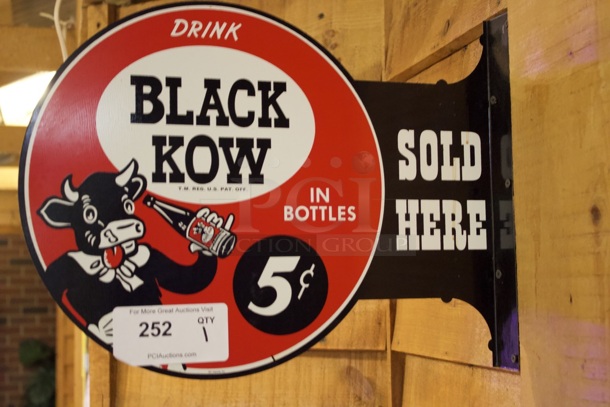 DRINK
BLACK
KOW
T.M. REG. U.S. PAT. OFF.
IN
BOTTLES
5¢
SOLD
HERE
For More Great Auctions Visit
252
QTY
1
PCIAuctions.com
PCI
AUCTION GROUP